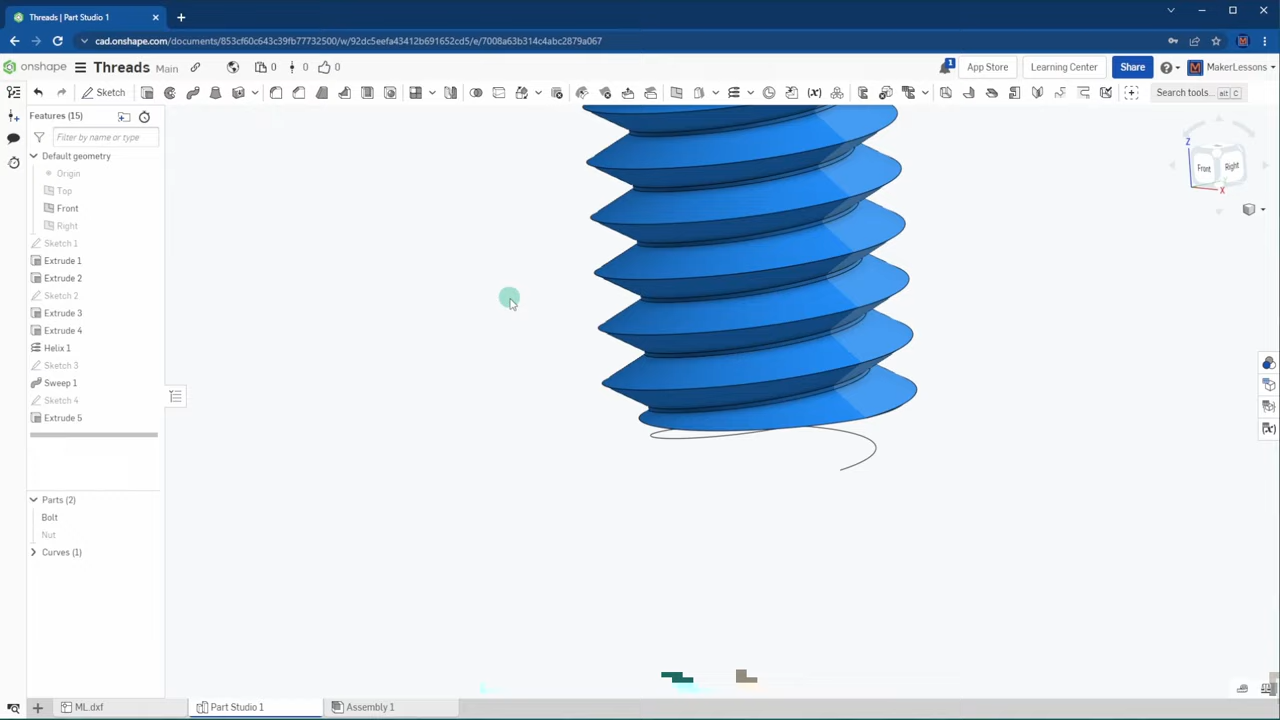 Threads | Part Studio 1
cad.onshape.com/documents/853cf60c643c39fb77732500/w/92dc5eefa43412b691652cd5/e/7008a63b314c4abc2879a067
onshape
Threads Main
0
0
0
1
App Store
Learning Center
Share
MakerLessons
Sketch
Search tools... alt C
Features (15)
Filter by name or type
Default geometry
Origin
Top
Front
Right
Sketch 1
Extrude 1
Extrude 2
Sketch 2
Extrude 3
Extrude 4
Helix 1
Sketch 3
Sweep 1
Sketch 4
Extrude 5
Parts (2)
Bolt
Nut
Curves (1)
Z
Front
Right
X
ML.dxf
Part Studio 1
Assembly 1